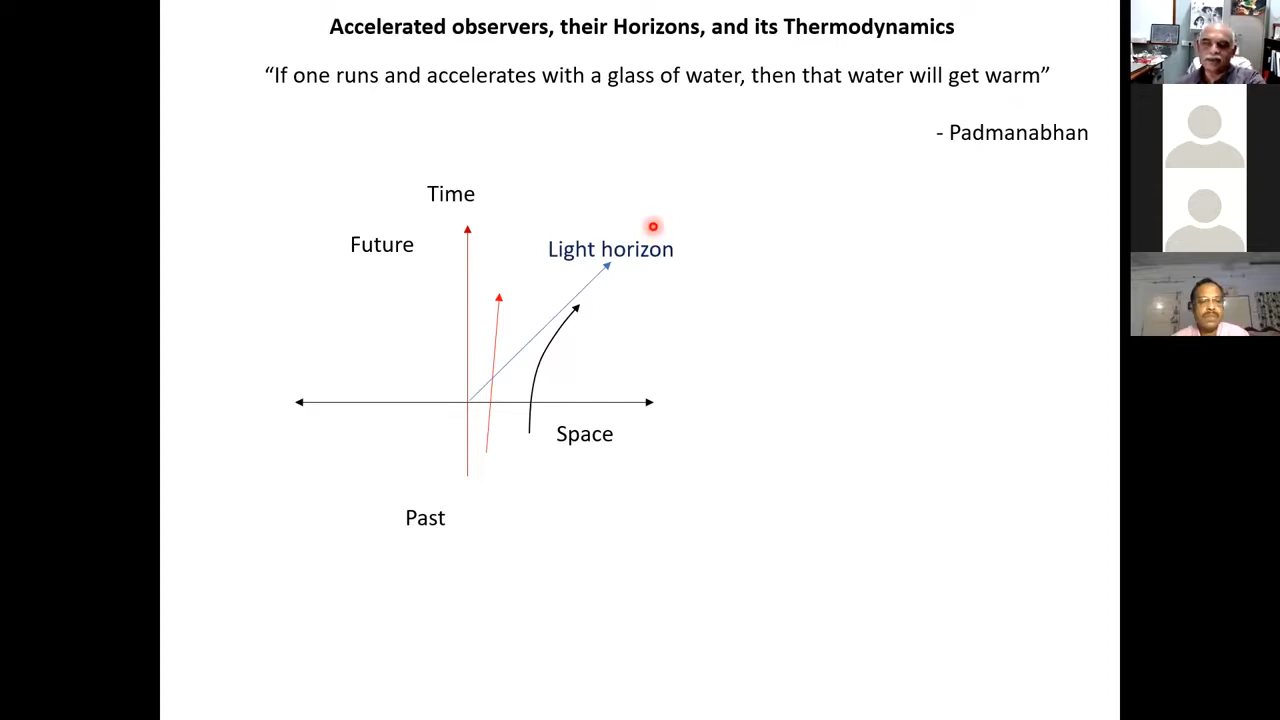 Accelerated observers, their Horizons, and its Thermodynamics
“If one runs and accelerates with a glass of water, then that water will get warm”
- Padmanabhan
Time
Future
Light horizon
Space
Past